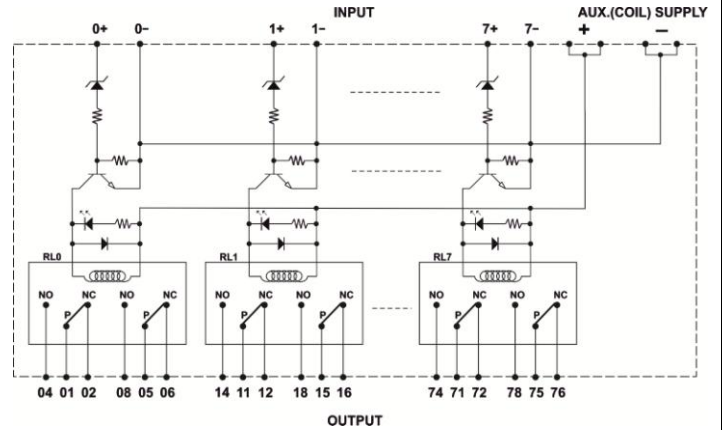 INPUT AUX.(COIL) SUPPLY
0+ 0– 1+ 1– 7+ 7– + –
RL0 RL1 RL7
NO NC NO NC NO NC NO NC NO NC NO NC
P P P P P P
04 01 02 08 05 06 14 11 12 18 15 16 74 71 72 78 75 76
OUTPUT